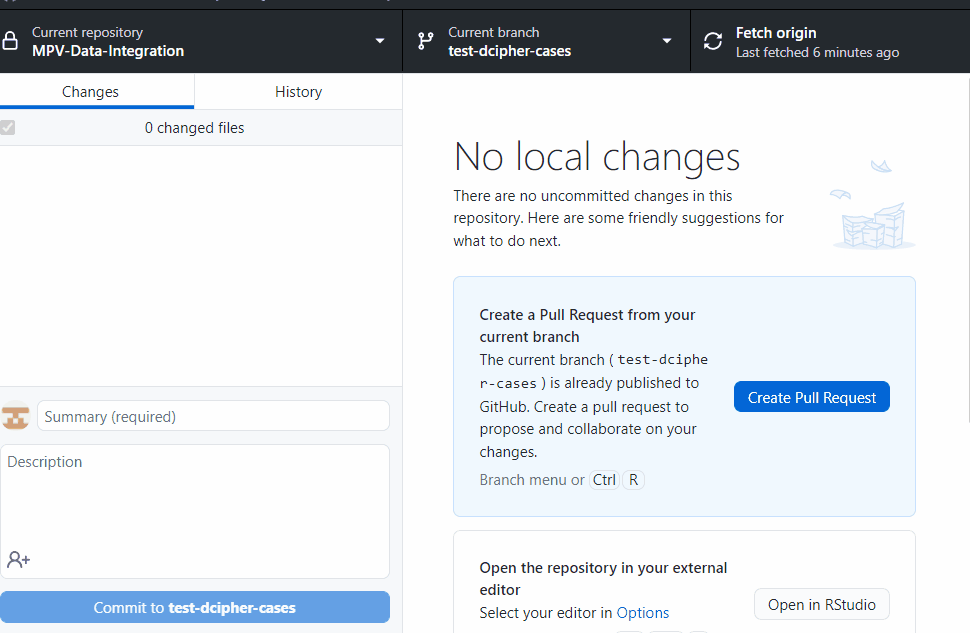 Current repository
MPV-Data-Integration
Current branch
test-dcipher-cases
Fetch origin
Last fetched 6 minutes ago
Changes
History
0 changed files
No local changes
There are no uncommitted changes in this
repository. Here are some friendly suggestions for
what to do next.
Create a Pull Request from your
current branch
The current branch ( test-dciphe
r-cases ) is already published to
GitHub. Create a pull request to
propose and collaborate on your
changes.
Branch menu or Ctrl R
Create Pull Request
Open the repository in your external
editor
Select your editor in Options
Open in RStudio
Summary (required)
Description
Commit to test-dcipher-cases